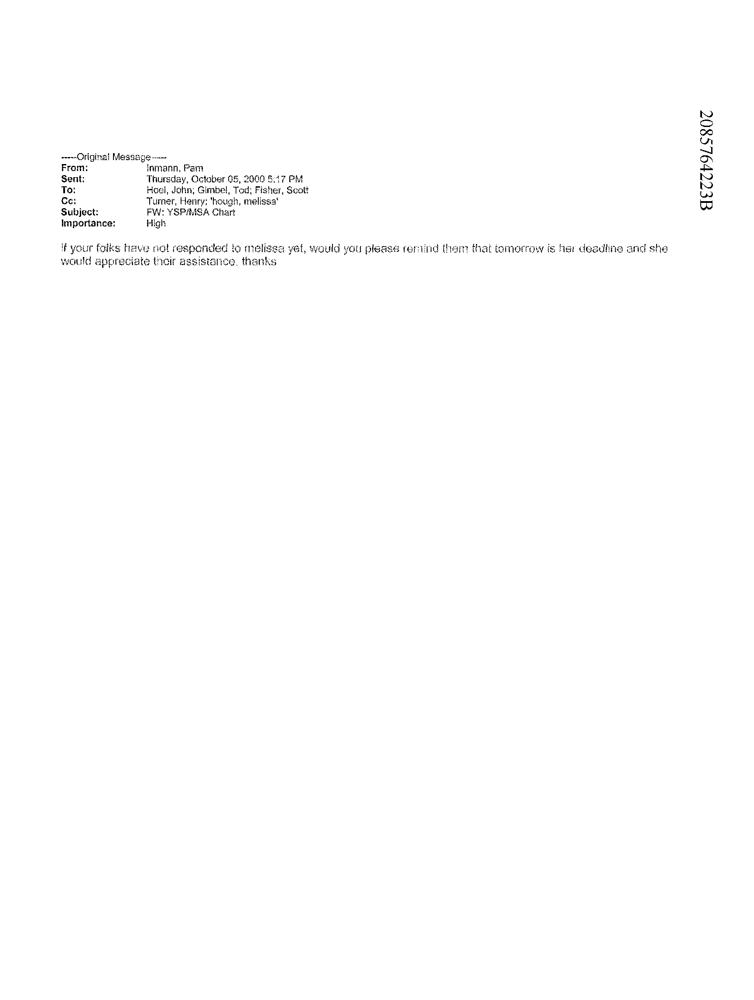 -----Original Message-----
From: Inmann, Pam
Sent: Thursday, October 05, 2000 5:17 PM
To: Hoel, John; Gimbel, Tod; Fisher, Scott
Cc: Turner, Henry; 'hough, melissa'
Subject: FW: YSP/MSA Chart
Importance: High
if your folks have not responded to melissa yet, would you please remind them that tomorrow is her deadline and she
would appreciate their assistance. thanks
2085764223B